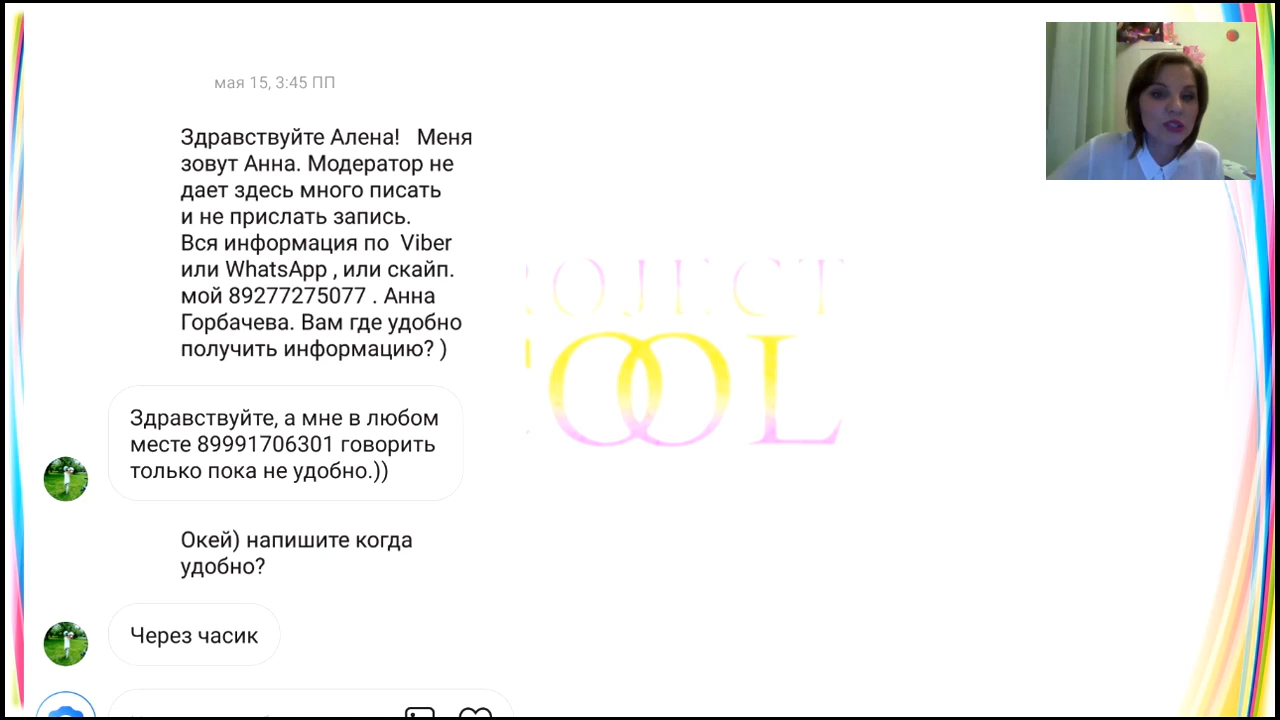 мая 15, 3:45 ПП
Здравствуйте Алена! Меня
зовут Анна. Модератор не
дает здесь много писать
и не прислать запись.
Вся информация по Viber
или WhatsApp , или скайп.
мой 89277275077 . Анна
Горбачева. Вам где удобно
получить информацию? )
Здравствуйте, а мне в любом
месте 89991706301 говорить
только пока не удобно.))
Окей) напишите когда
удобно?
Через часик